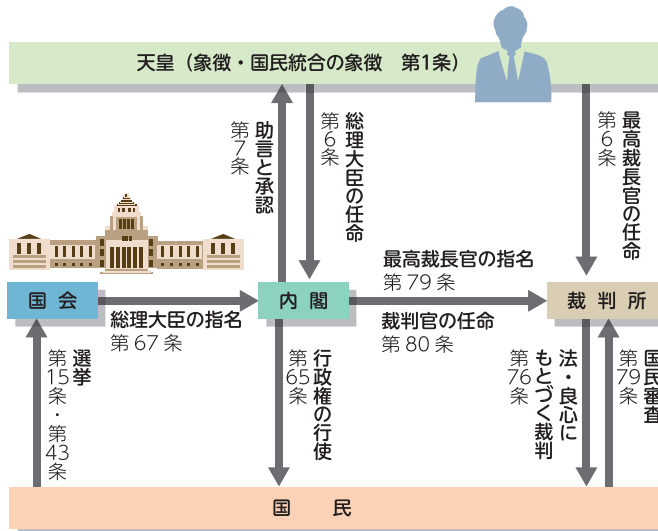 天皇（象徴・国民統合の象徴　第1条）
助言と承認
第7条
総理大臣の任命
第6条
最高裁長官の任命
第6条
最高裁長官の指名
第 79 条
国 会
内 閣
裁 判 所
総理大臣の指名
第 67 条
裁判官の任命
第 80 条
選挙
第15条・第43条
行政権の行使
第65条
法・良心に
もとづく裁判
第76条
国民審査
第79条
国　民